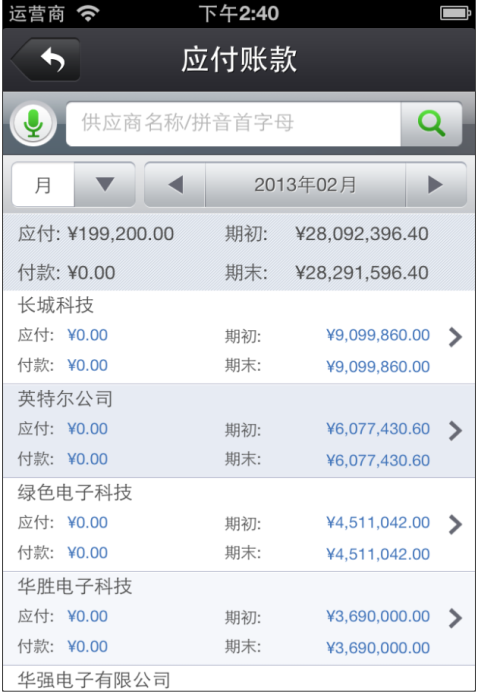 运营商 下午2:40
应付账款
供应商名称/拼音首字母
月 2013年02月
应付: ¥199,200.00 期初: ¥28,092,396.40
付款: ¥0.00 期末: ¥28,291,596.40
长城科技
应付: ¥0.00 期初: ¥9,099,860.00
付款: ¥0.00 期末: ¥9,099,860.00
英特尔公司
应付: ¥0.00 期初: ¥6,077,430.60
付款: ¥0.00 期末: ¥6,077,430.60
绿色电子科技
应付: ¥0.00 期初: ¥4,511,042.00
付款: ¥0.00 期末: ¥4,511,042.00
华胜电子科技
应付: ¥0.00 期初: ¥3,690,000.00
付款: ¥0.00 期末: ¥3,690,000.00
华强电子有限公司